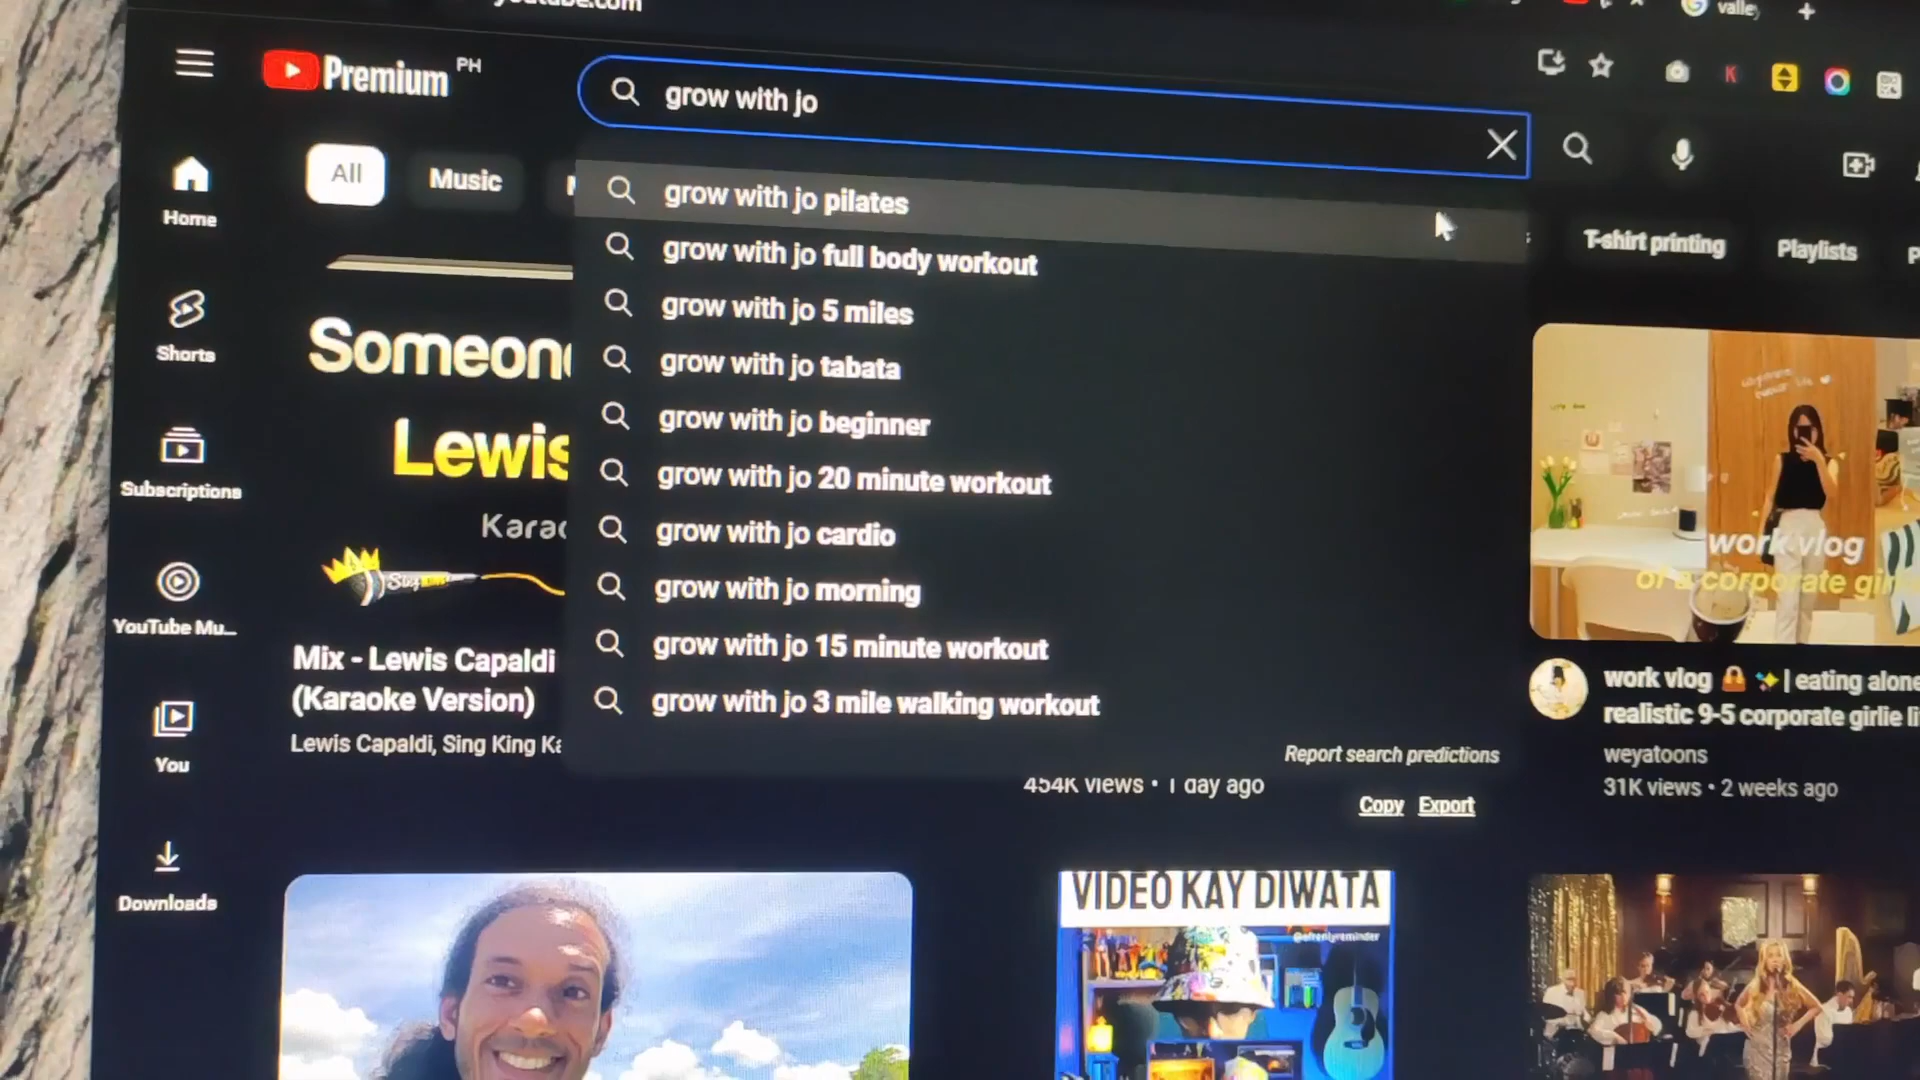 youtube.com
valley
Premium PH
grow with jo
All
Music
grow with jo pilates
grow with jo full body workout
grow with jo 5 miles
grow with jo tabata
grow with jo beginner
grow with jo 20 minute workout
grow with jo cardio
grow with jo morning
grow with jo 15 minute workout
grow with jo 3 mile walking workout
Report search predictions
Copy Export
T-shirt printing
Playlists
Home
Shorts
Subscriptions
YouTube Mu...
You
Downloads
Lewis
Sing King
Mix - Lewis Capaldi
(Karaoke Version)
Lewis Capaldi, Sing King
454K views • 1 day ago
work vlog
of a corporate
work vlog 👜 ✨ | eating alone
realistic 9-5 corporate girlie
weyatoons
31K views • 2 weeks ago
VIDEO KAY DIWATA